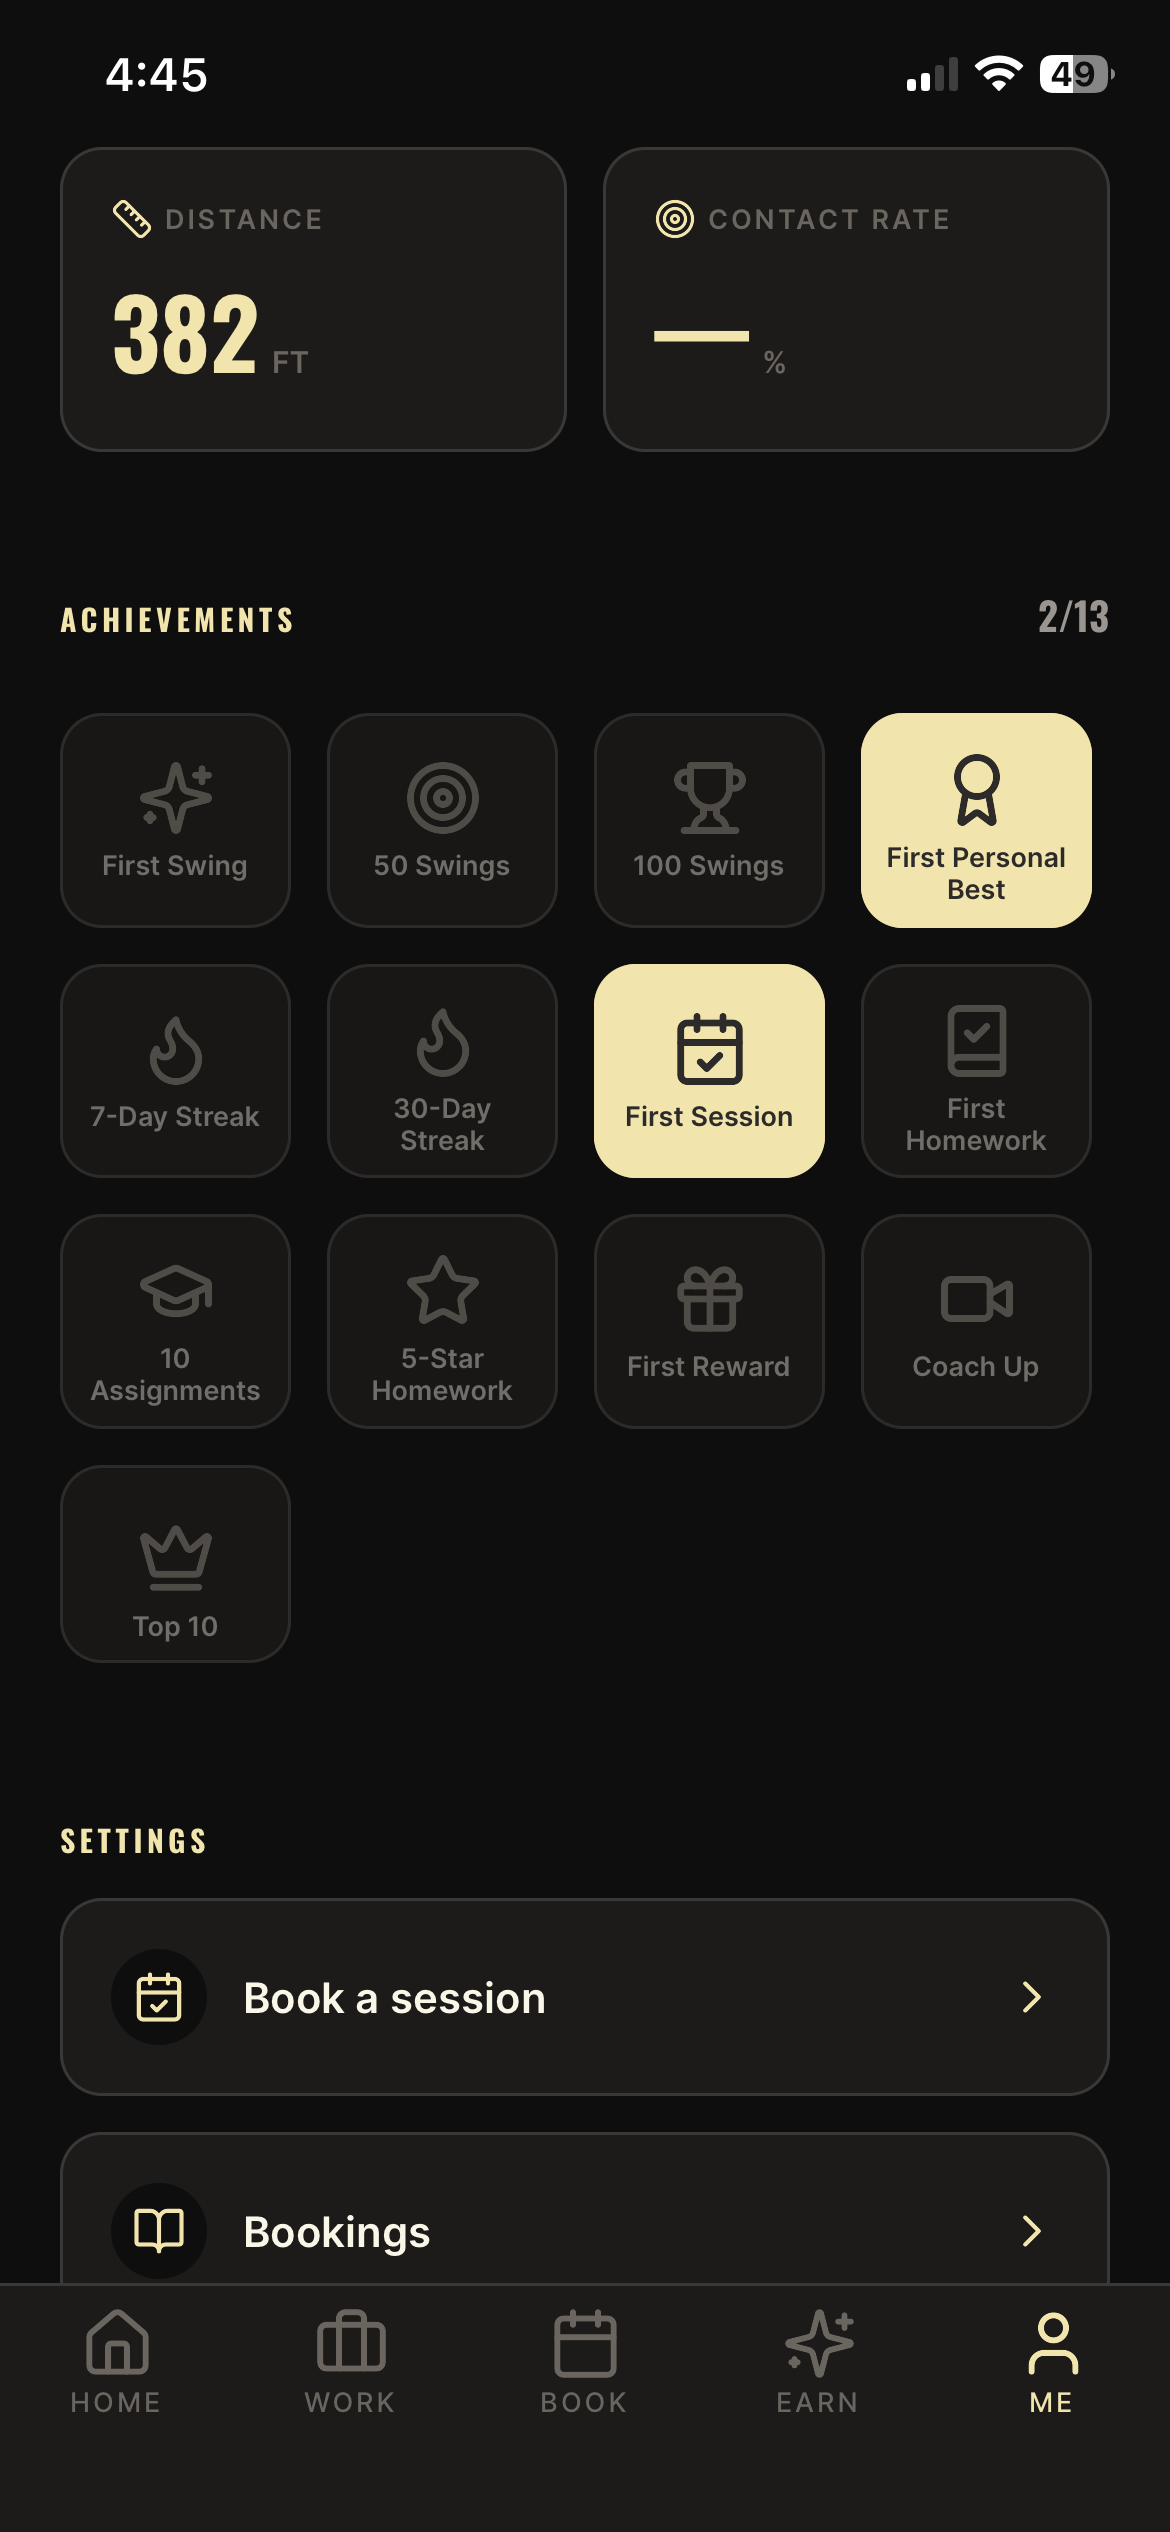 4:45
49
DISTANCE
CONTACT RATE
382 FT
— %
ACHIEVEMENTS
2/13
First Swing
50 Swings
100 Swings
First Personal
Best
7-Day Streak
30-Day
Streak
First Session
First
Homework
10
Assignments
5-Star
Homework
First Reward
Coach Up
Top 10
SETTINGS
Book a session
Bookings
HOME
WORK
BOOK
EARN
ME